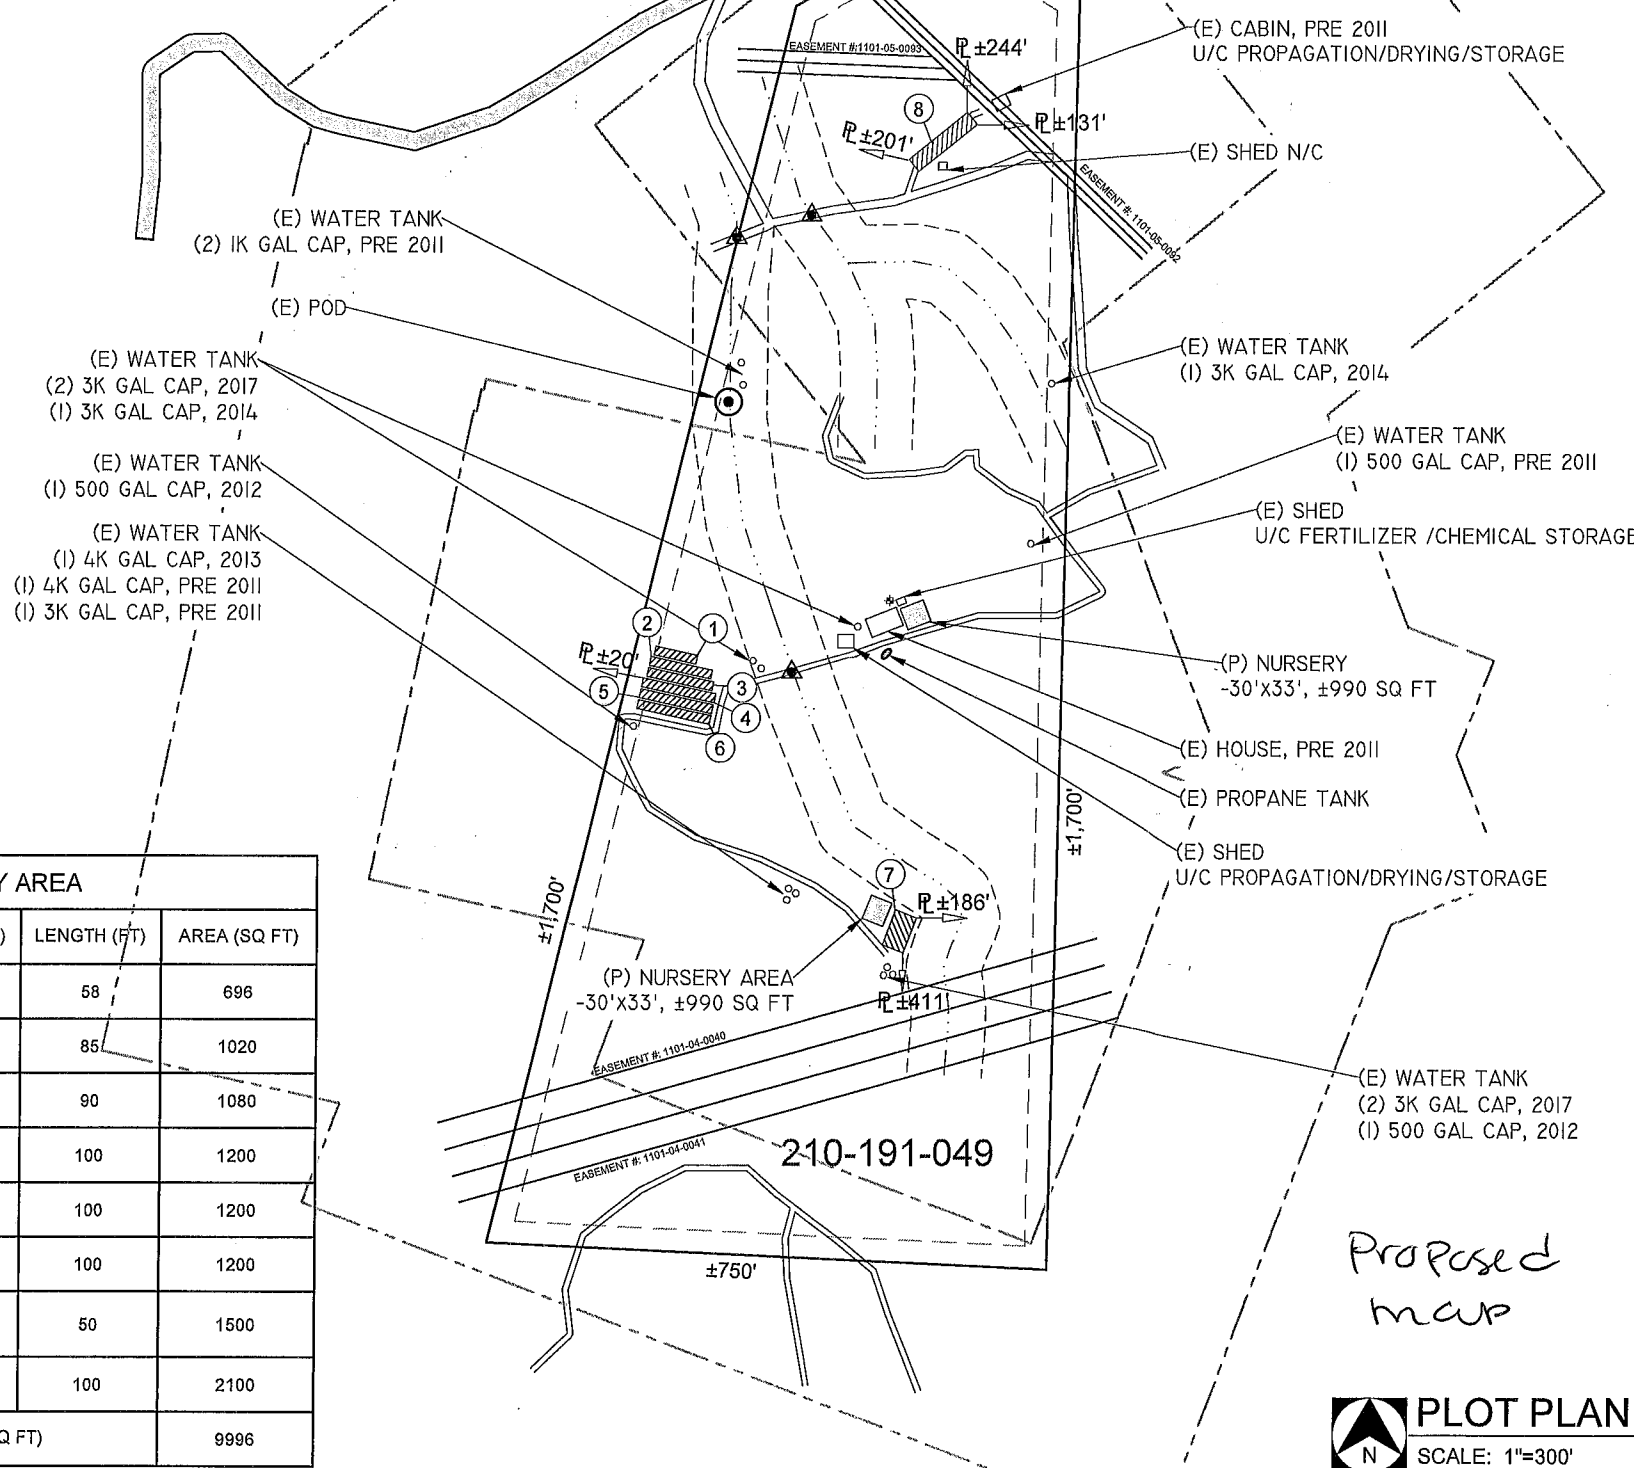 (E) CABIN, PRE 2011
U/C PROPAGATION/DRYING/STORAGE
EASEMENT #:1101-05-0093
PL ±244'
8
PL ±131'
PL ±201'
(E) SHED N/C
EASEMENT #: 1101-05-0092
(E) WATER TANK
(2) 1K GAL CAP, PRE 2011
(E) POD
(E) WATER TANK
(2) 3K GAL CAP, 2017
(1) 3K GAL CAP, 2014
(E) WATER TANK
(1) 500 GAL CAP, 2012
(E) WATER TANK
(1) 4K GAL CAP, 2013
(1) 4K GAL CAP, PRE 2011
(1) 3K GAL CAP, PRE 2011
(E) WATER TANK
(1) 3K GAL CAP, 2014
(E) WATER TANK
(1) 500 GAL CAP, PRE 2011
(E) SHED
U/C FERTILIZER /CHEMICAL STORAGE
2
1
PL ±20'
5
3
4
6
(P) NURSERY
-30'X33', ±990 SQ FT
(E) HOUSE, PRE 2011
(E) PROPANE TANK
(E) SHED
U/C PROPAGATION/DRYING/STORAGE
±1,700'
±1,700'
7
PL ±186'
(P) NURSERY AREA
-30'X33', ±990 SQ FT
PL ±411'
EASEMENT #: 1101-04-0040
EASEMENT #: 1101-04-0041
210-191-049
(E) WATER TANK
(2) 3K GAL CAP, 2017
(1) 500 GAL CAP, 2012
±750'
Y AREA
) LENGTH (FT) AREA (SQ FT)
58 696
85 1020
90 1080
100 1200
100 1200
100 1200
50 1500
100 2100
Q FT) 9996
Proposed
map
N
PLOT PLAN
SCALE: 1"=300'